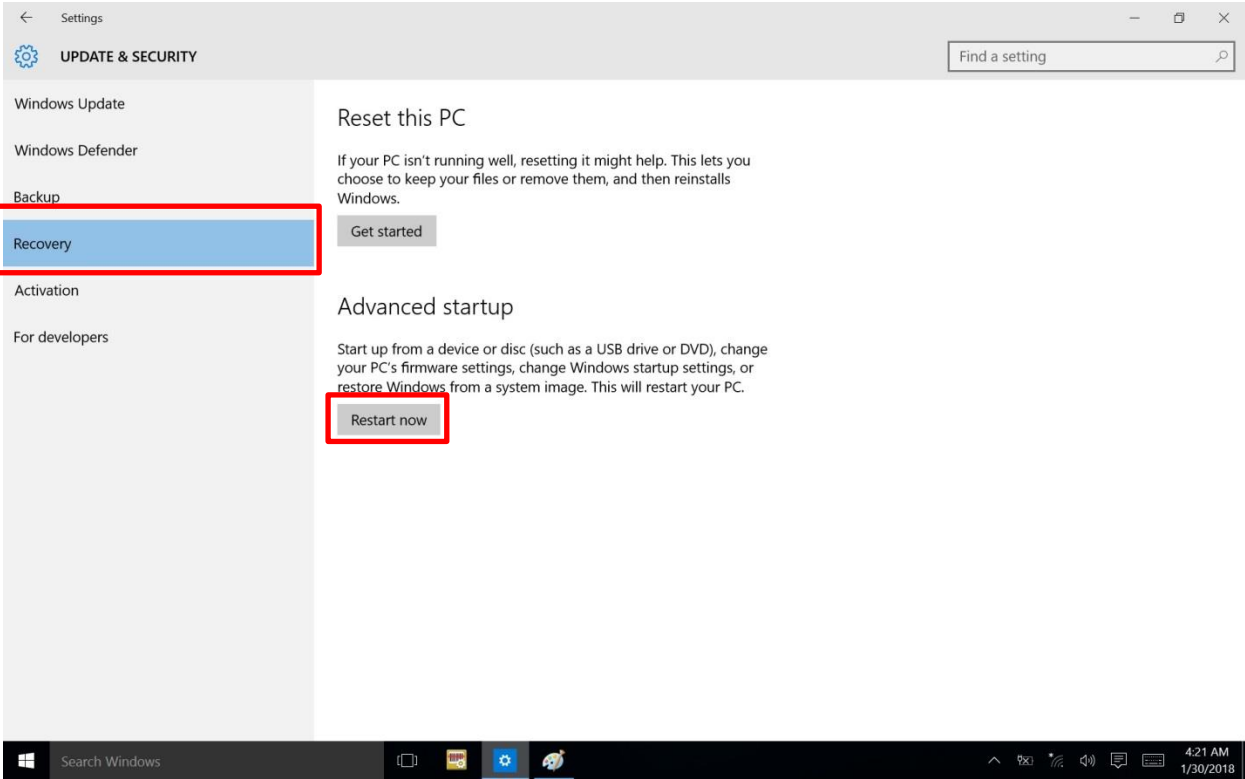 Settings
UPDATE & SECURITY
Find a setting
Windows Update
Windows Defender
Backup
Recovery
Activation
For developers
Reset this PC
If your PC isn't running well, resetting it might help. This lets you
choose to keep your files or remove them, and then reinstalls
Windows.
Get started
Advanced startup
Start up from a device or disc (such as a USB drive or DVD), change
your PC's firmware settings, change Windows startup settings, or
restore Windows from a system image. This will restart your PC.
Restart now
Search Windows
4:21 AM
1/30/2018